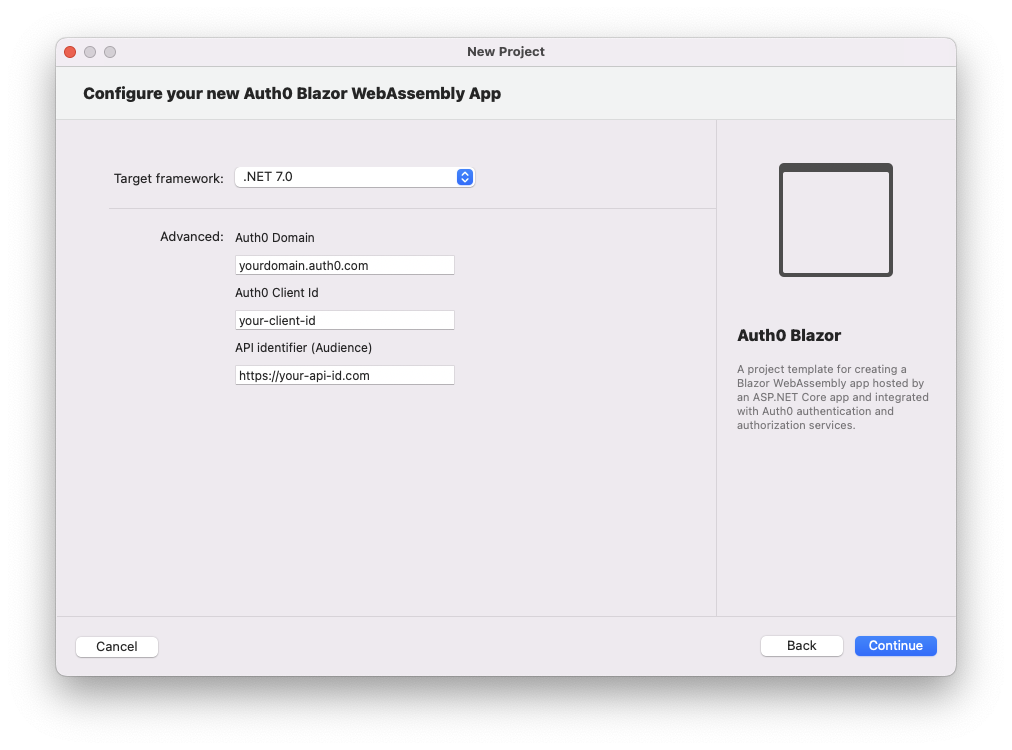 New Project
Configure your new Auth0 Blazor WebAssembly App
Target framework: .NET 7.0
Advanced: Auth0 Domain
yourdomain.auth0.com
Auth0 Client Id
your-client-id
API identifier (Audience)
https://your-api-id.com
Auth0 Blazor
A project template for creating a
Blazor WebAssembly app hosted by
an ASP.NET Core app and integrated
with Auth0 authentication and
authorization services.
Cancel
Back
Continue